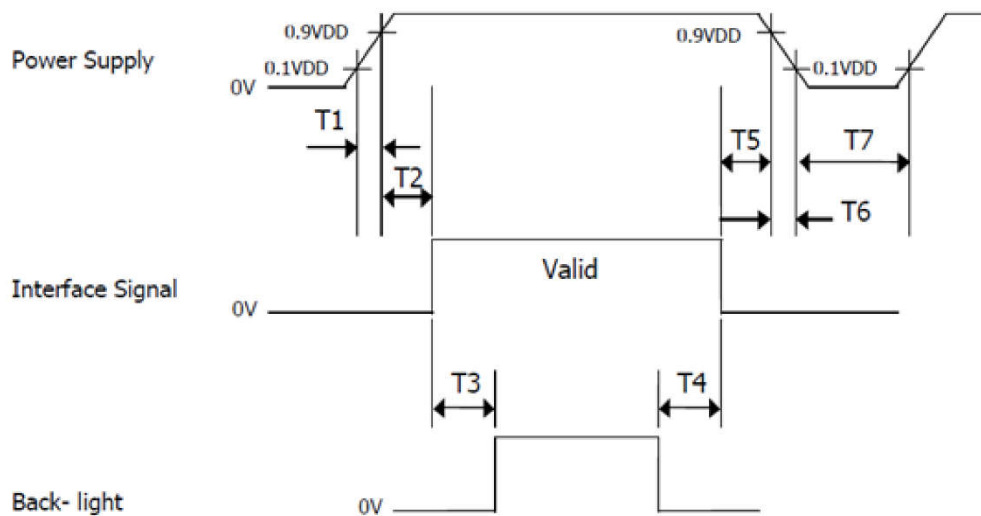 0.9VDD
0.9VDD
Power Supply
0.1VDD
0.1VDD
0V
T1
T5
T7
T2
T6
Valid
Interface Signal
0V
T3
T4
Back- light
0V